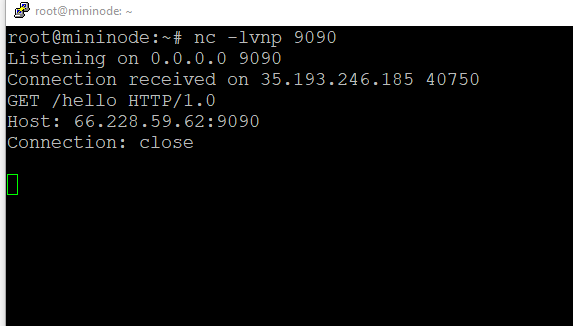 root@mininode: ~
root@mininode:~# nc -lvnp 9090
Listening on 0.0.0.0 9090
Connection received on 35.193.246.185 40750
GET /hello HTTP/1.0
Host: 66.228.59.62:9090
Connection: close